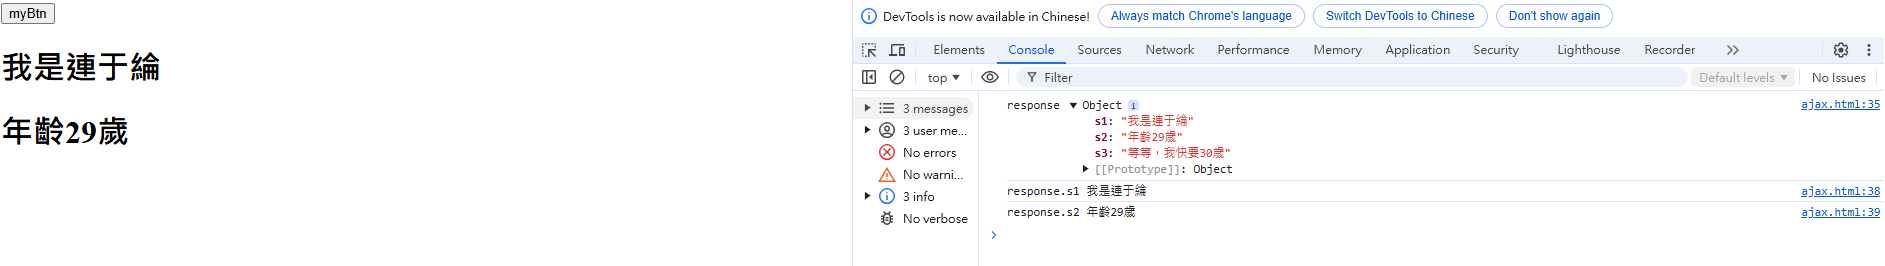 myBtn
我是連于綸
年齡29歲
DevTools is now available in Chinese! Always match Chrome's language Switch DevTools to Chinese Don't show again
Elements Console Sources Network Performance Memory Application Security Lighthouse Recorder
top Filter Default levels No Issues
3 messages
3 user me...
No errors
No warni...
3 info
No verbose
response Object i ajax.html:35
s1: "我是連于綸"
s2: "年齡29歲"
s3: "等等，我快要30歲"
[[Prototype]]: Object
response.s1 我是連于綸 ajax.html:38
response.s2 年齡29歲 ajax.html:39